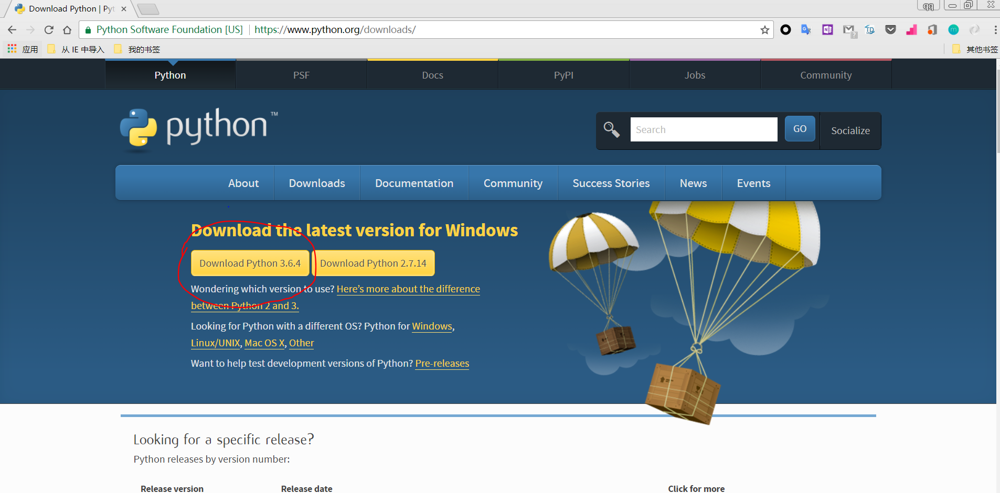 Download Python | Pyt
qq
Python Software Foundation [US] https://www.python.org/downloads/
应用 从 IE 中导入 我的书签 其他书签
Python PSF Docs PyPI Jobs Community
python™
Search GO Socialize
About Downloads Documentation Community Success Stories News Events
Download the latest version for Windows
Download Python 3.6.4 Download Python 2.7.14
Wondering which version to use? Here's more about the difference
between Python 2 and 3.
Looking for Python with a different OS? Python for Windows,
Linux/UNIX, Mac OS X, Other
Want to help test development versions of Python? Pre-releases
Looking for a specific release?
Python releases by version number:
Release version Release date Click for more